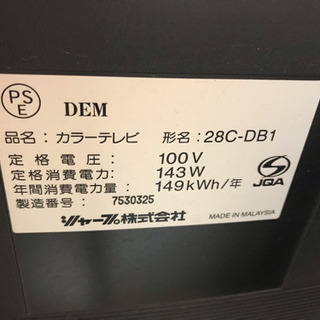 PS
E
DEM
品名: カラーテレビ 形名: 28C-DB1
定格電圧: 100V
定格消費電力: 143W
年間消費電力量: 149kWh/年
製造番号: 7530325
S
JQA
シャープ株式会社
MADE IN MALAYSIA